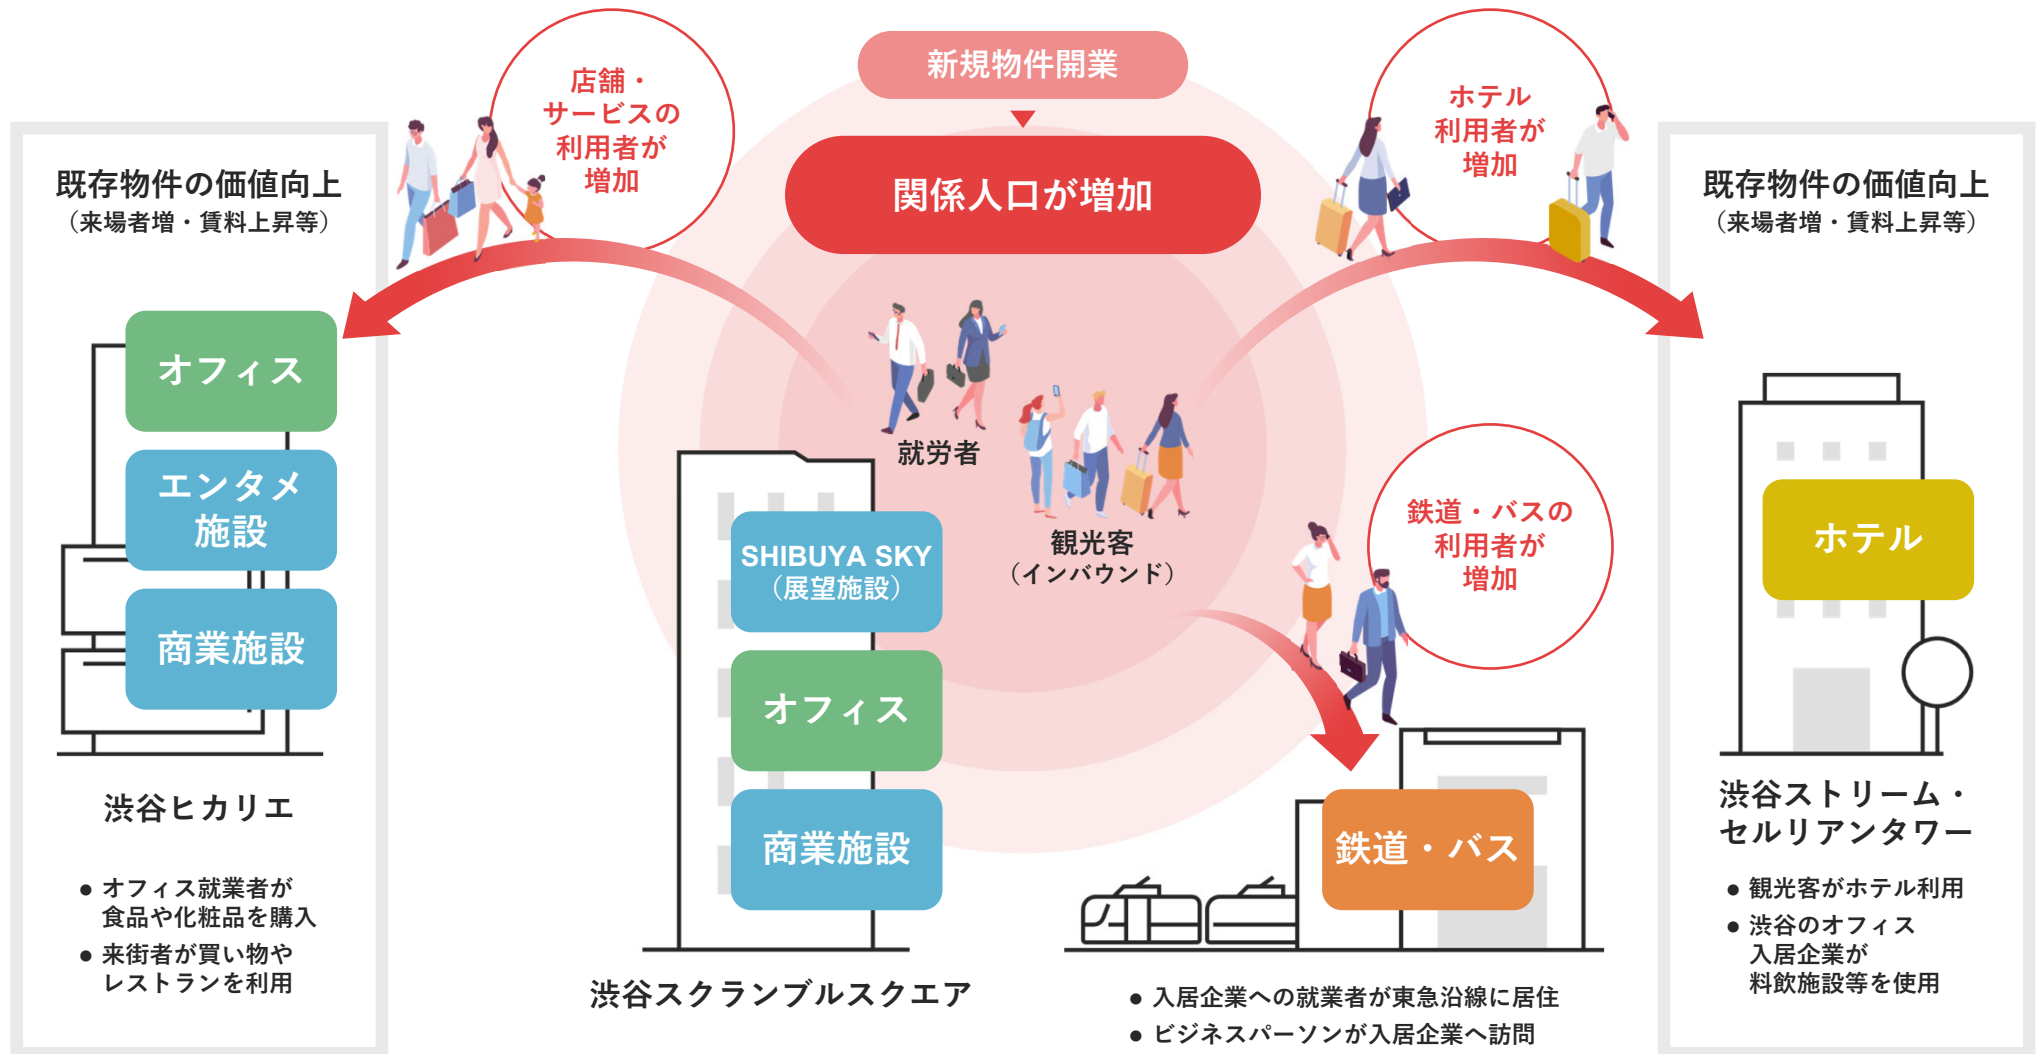 新規物件開業
関係人口が増加
店舗・
サービスの
利用者が
増加
ホテル
利用者が
増加
既存物件の価値向上
（来場者増・賃料上昇等）
オフィス
エンタメ
施設
商業施設
渋谷ヒカリエ
● オフィス就業者が
食品や化粧品を購入
● 来街者が買い物や
レストランを利用
就労者
観光客
（インバウンド）
SHIBUYA SKY
（展望施設）
オフィス
商業施設
渋谷スクランブルスクエア
鉄道・バスの
利用者が
増加
鉄道・バス
● 入居企業への就業者が東急沿線に居住
● ビジネスパーソンが入居企業へ訪問
既存物件の価値向上
（来場者増・賃料上昇等）
ホテル
渋谷ストリーム・
セルリアンタワー
● 観光客がホテル利用
● 渋谷のオフィス
入居企業が
料飲施設等を使用